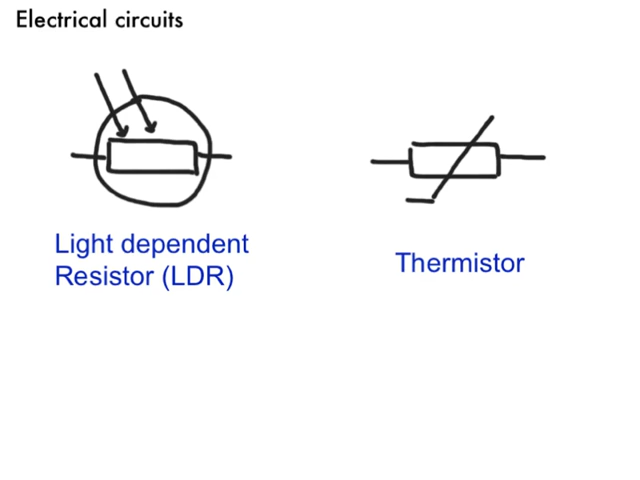 Electrical circuits
Light dependent
Resistor (LDR)
Thermistor